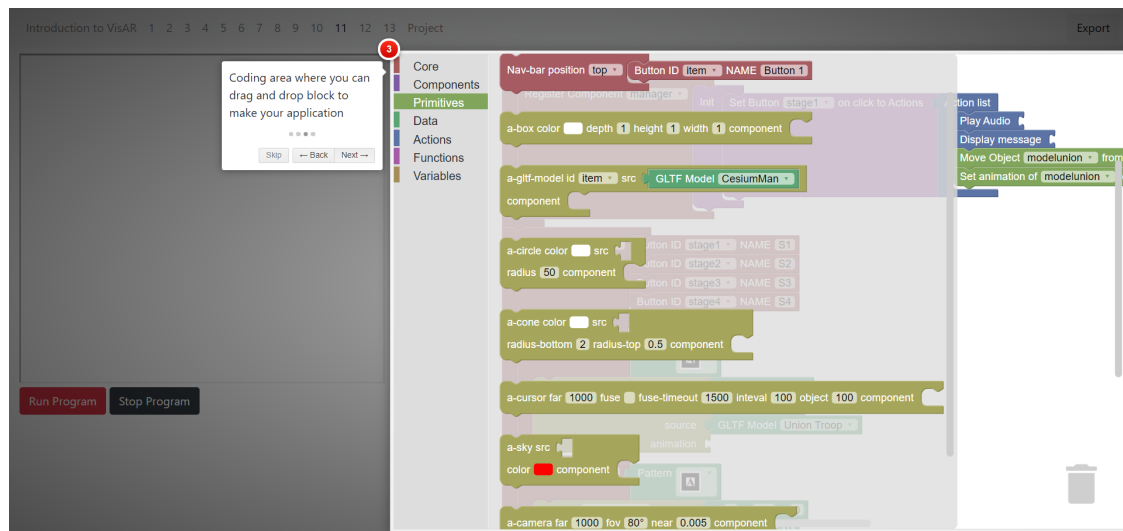 Introduction to VisAR 1 2 3 4 5 6 7 8 9 10 11 12 13 Project Export
3
Coding area where you can
drag and drop block to
make your application
Skip ← Back Next →
Run Program Stop Program
Core
Components
Primitives
Data
Actions
Functions
Variables
Nav-bar position top Button ID item NAME Button 1
Register Component manager Init Set Button stage1 on click to Actions
a-box color depth 1 height 1 width 1 component
a-gltf-model id item src GLTF Model CesiumMan
component
a-circle color src
radius 50 component
Button ID stage1 NAME S1
Button ID stage2 NAME S2
Button ID stage3 NAME S3
Button ID stage4 NAME S4
a-cone color src
radius-bottom 2 radius-top 0.5 component
a-cursor far 1000 fuse fuse-timeout 1500 inteval 100 object 100 component
source GLTF Model Union Troop
animation
a-sky src
color component
Pattern A
a-camera far 1000 fov 80° near 0.005 component
ction list
Play Audio
Display message
Move Object modelunion from
Set animation of modelunion